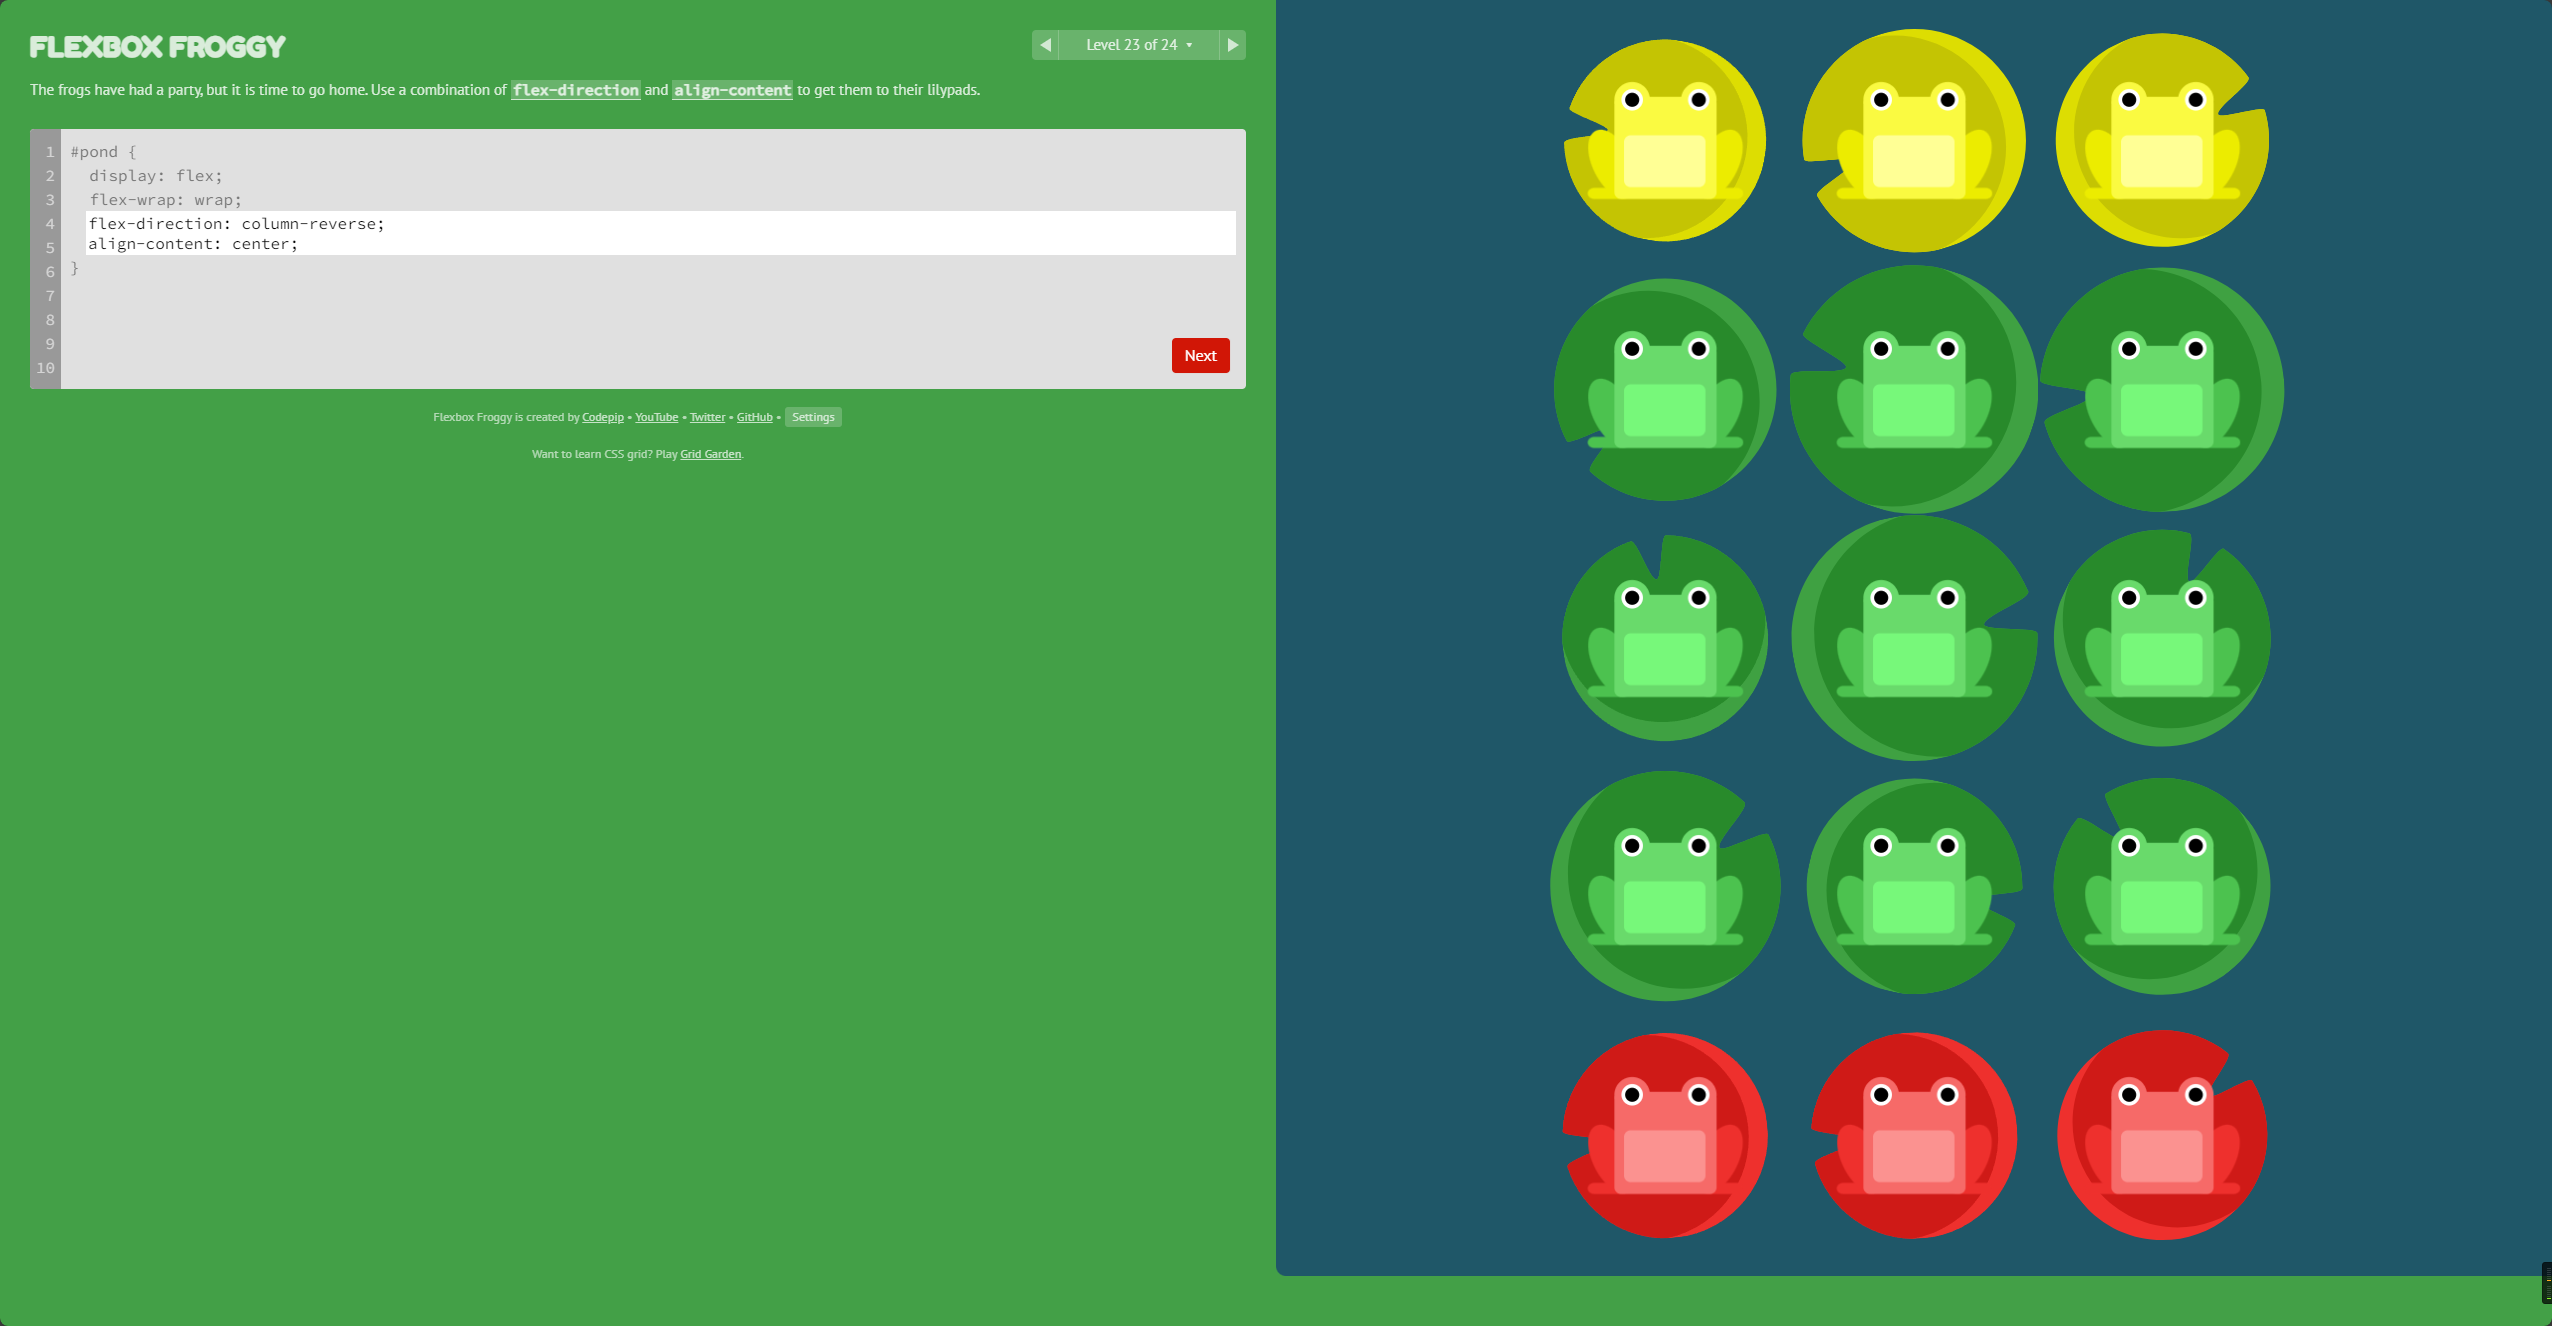 FLEXBOX FROGGY
Level 23 of 24
The frogs have had a party, but it is time to go home. Use a combination of flex-direction and align-content to get them to their lilypads.
1 #pond {
2 display: flex;
3 flex-wrap: wrap;
4 flex-direction: column-reverse;
5 align-content: center;
6 }
7
8
9
10
Next
Flexbox Froggy is created by Codepip • YouTube • Twitter • GitHub • Settings
Want to learn CSS grid? Play Grid Garden.